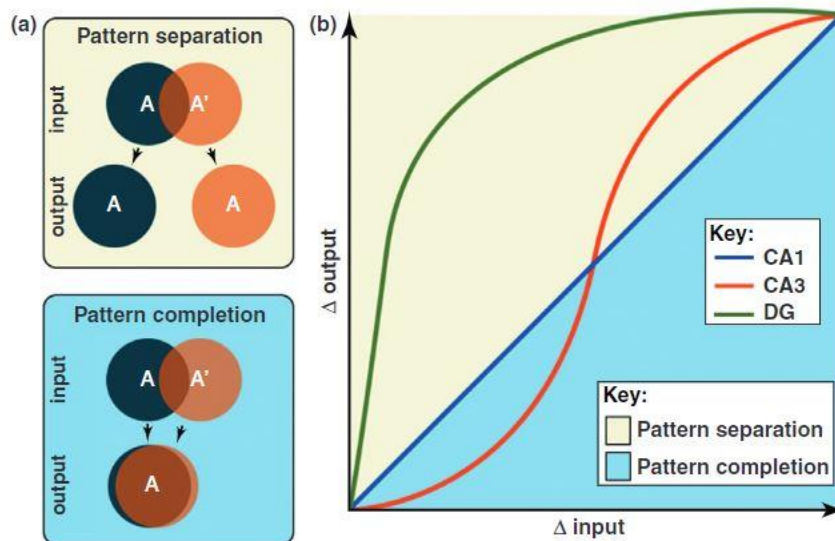 (a)
Pattern separation
input
A A'
output
A A
Pattern completion
input
A A'
output
A
(b)
Δ output
Δ input
Key:
CA1
CA3
DG
Key:
Pattern separation
Pattern completion